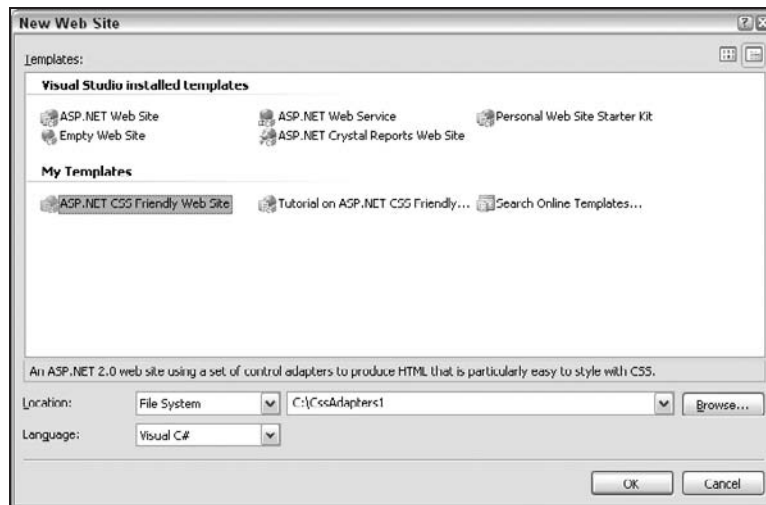 New Web Site
Templates:
Visual Studio installed templates
ASP.NET Web Site
ASP.NET Web Service
Personal Web Site Starter Kit
Empty Web Site
ASP.NET Crystal Reports Web Site
My Templates
ASP.NET CSS Friendly Web Site
Tutorial on ASP.NET CSS Friendly...
Search Online Templates...
An ASP.NET 2.0 web site using a set of control adapters to produce HTML that is particularly easy to style with CSS.
Location:
File System
C:\CssAdapters1
Browse...
Language:
Visual C#
OK
Cancel